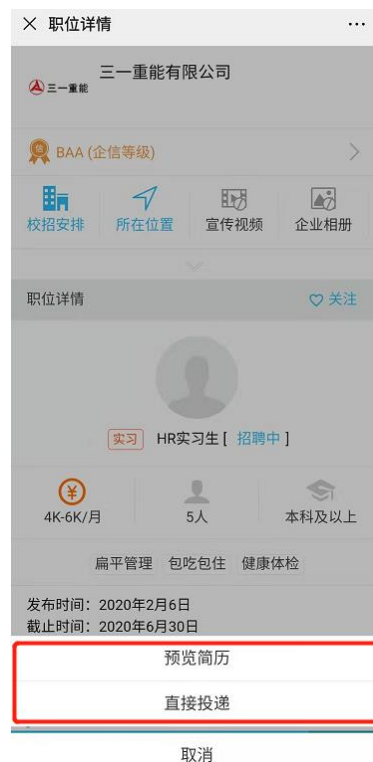 职位详情
三一重能有限公司
三一重能
信 BAA (企信等级)
校招安排 所在位置 宣传视频 企业相册
职位详情 关注
实习 HR实习生 [ 招聘中 ]
4K-6K/月 5人 本科及以上
扁平管理 包吃包住 健康体检
发布时间：2020年2月6日
截止时间：2020年6月30日
预览简历
直接投递
取消